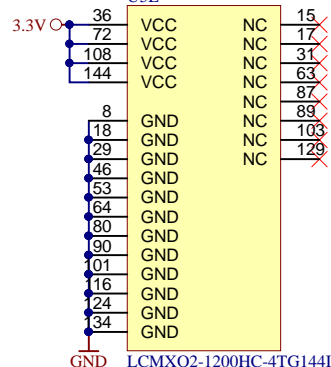 3.3V 36 VCC NC 15
72 VCC NC 17
108 VCC NC 31
144 VCC NC 63
NC 87
8 GND NC 89
18 GND NC 103
29 GND NC 129
46 GND
53 GND
64 GND
80 GND
90 GND
101 GND
116 GND
124 GND
134 GND
GND LCMXO2-1200HC-4TG144I